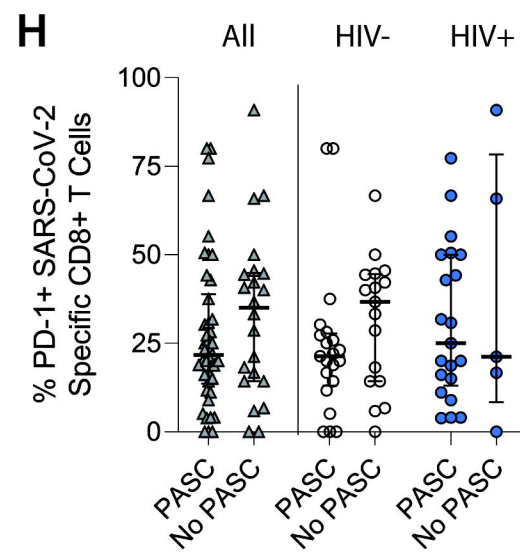 H
All HIV- HIV+
% PD-1+ SARS-CoV-2
Specific CD8+ T Cells
100
75
50
25
0
PASC
No PASC
PASC
No PASC
PASC
No PASC